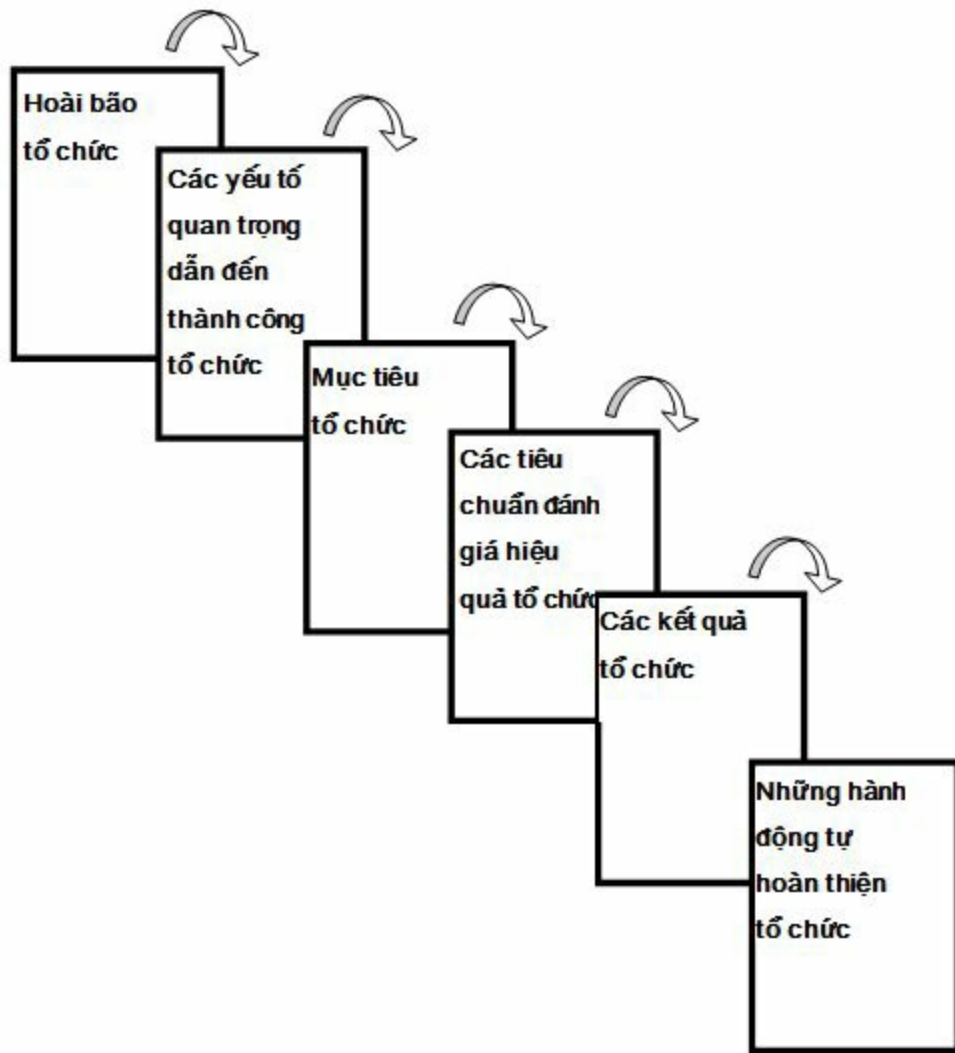 Hoài bão
tổ chức
Các yếu tố
quan trọng
dẫn đến
thành công
tổ chức
Mục tiêu
tổ chức
Các tiêu
chuẩn đánh
giá hiệu
quả tổ chức
Các kết quả
tổ chức
Những hành
động tự
hoàn thiện
tổ chức